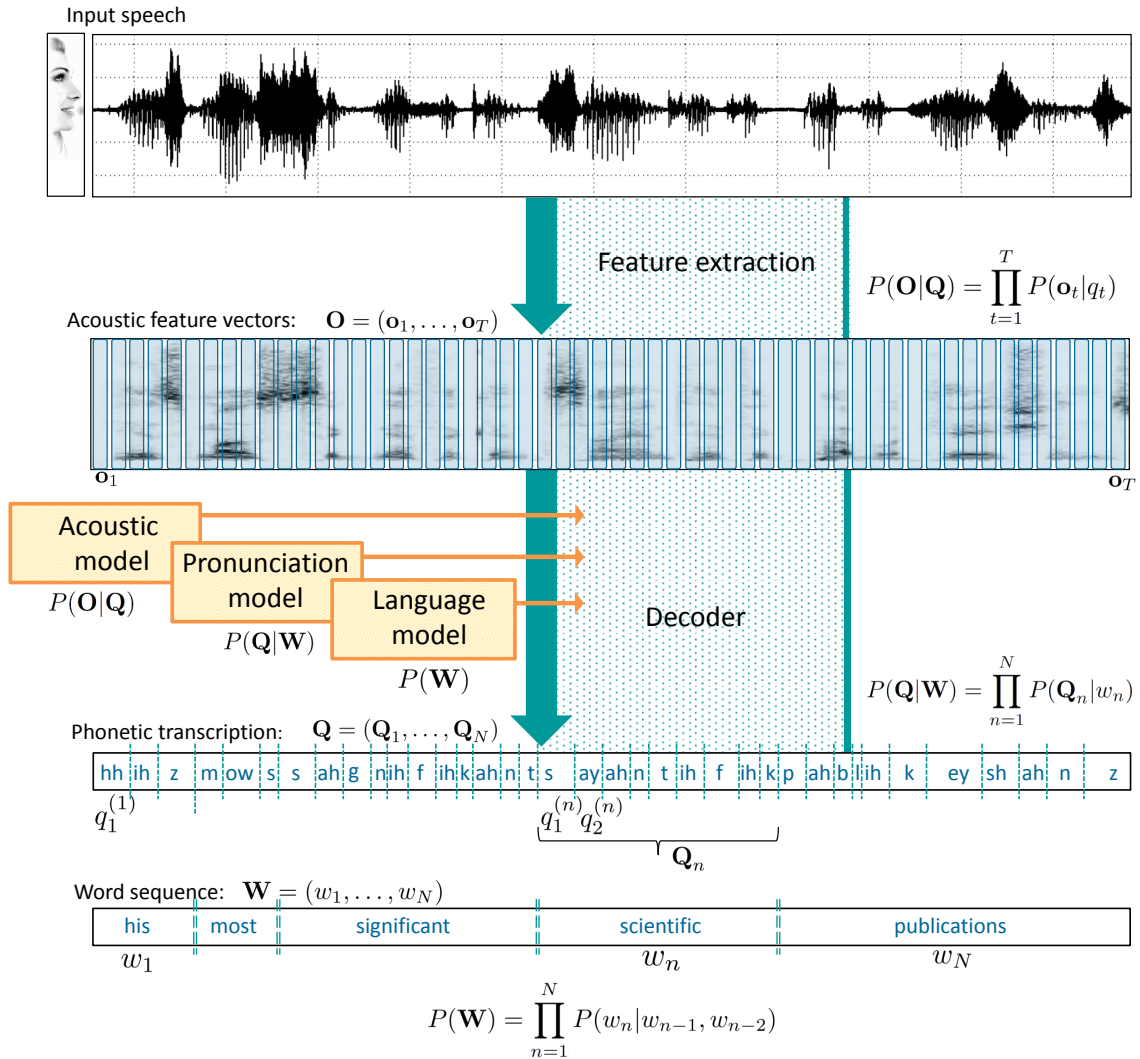 Input speech
Feature extraction
P(O|Q) = ∏_{t=1}^{T} P(o_t|q_t)
Acoustic feature vectors: O = (o_1, . . . , o_T)
o_1 o_T
Acoustic model
P(O|Q)
Pronunciation model
P(Q|W)
Language model
P(W)
Decoder
P(Q|W) = ∏_{n=1}^{N} P(Q_n|w_n)
Phonetic transcription: Q = (Q_1, . . . , Q_N)
hh ih z m ow s s ah g n ih f ih k ah n t s ay ah n t ih f ih k p ah b l ih k ey sh ah n z
q_1^{(1)} q_1^{(n)} q_2^{(n)}
Q_n
Word sequence: W = (w_1, . . . , w_N)
his most significant scientific publications
w_1 w_n w_N
P(W) = ∏_{n=1}^{N} P(w_n|w_{n-1}, w_{n-2})